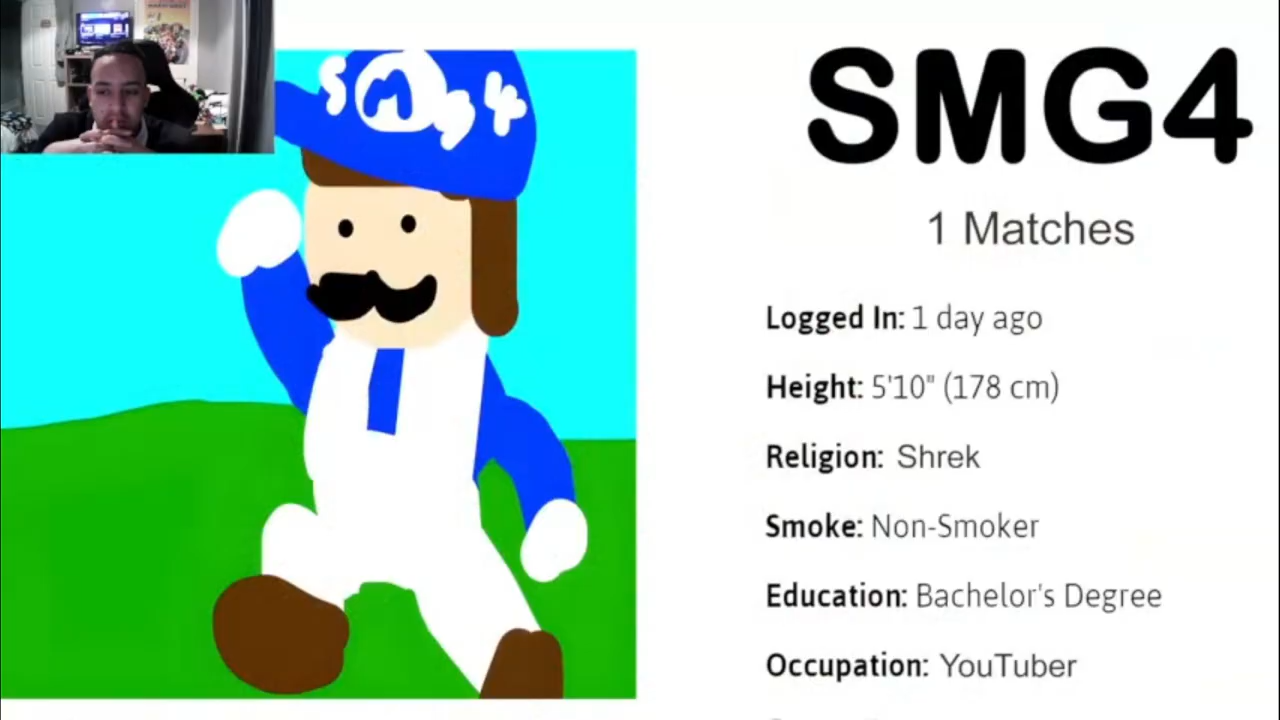 SMG4
SMG4
1 Matches
Logged In: 1 day ago
Height: 5'10" (178 cm)
Religion: Shrek
Smoke: Non-Smoker
Education: Bachelor's Degree
Occupation: YouTuber